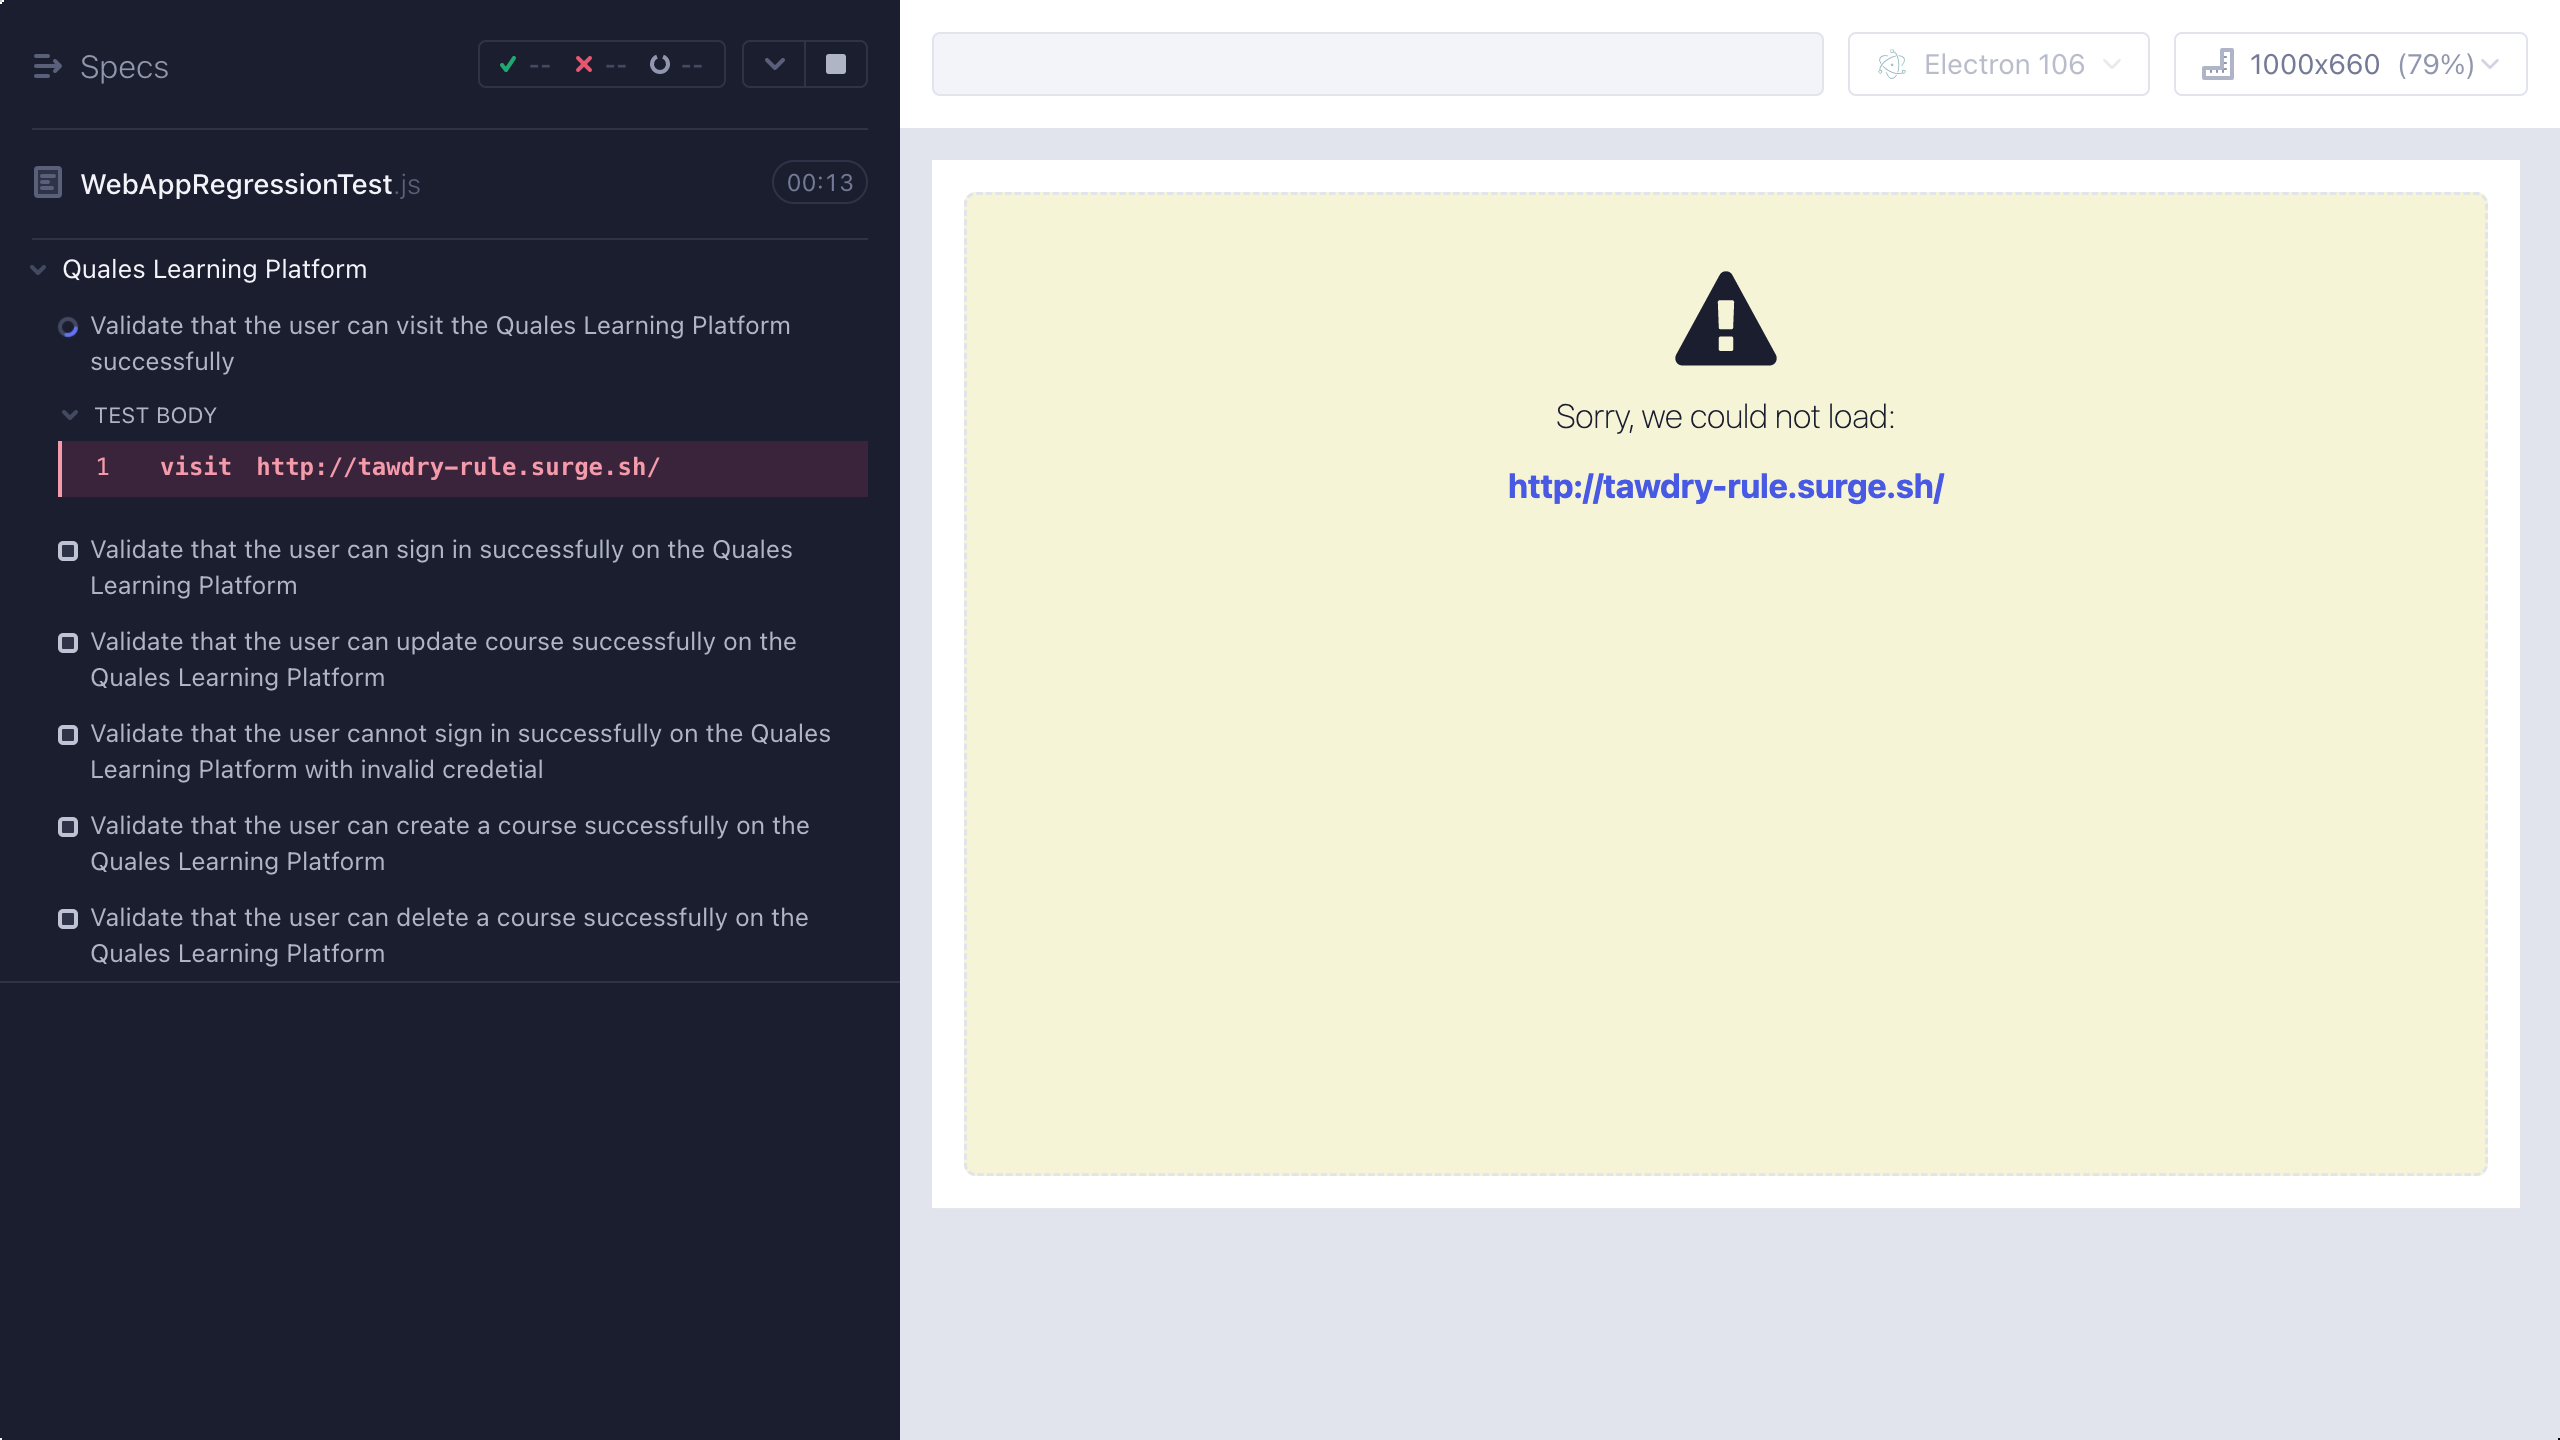 Specs
-- -- --
WebAppRegressionTest.js
00:13
Quales Learning Platform
Validate that the user can visit the Quales Learning Platform
successfully
TEST BODY
1 visit http://tawdry-rule.surge.sh/
Validate that the user can sign in successfully on the Quales
Learning Platform
Validate that the user can update course successfully on the
Quales Learning Platform
Validate that the user cannot sign in successfully on the Quales
Learning Platform with invalid credetial
Validate that the user can create a course successfully on the
Quales Learning Platform
Validate that the user can delete a course successfully on the
Quales Learning Platform
Electron 106
1000x660 (79%)
Sorry, we could not load:
http://tawdry-rule.surge.sh/